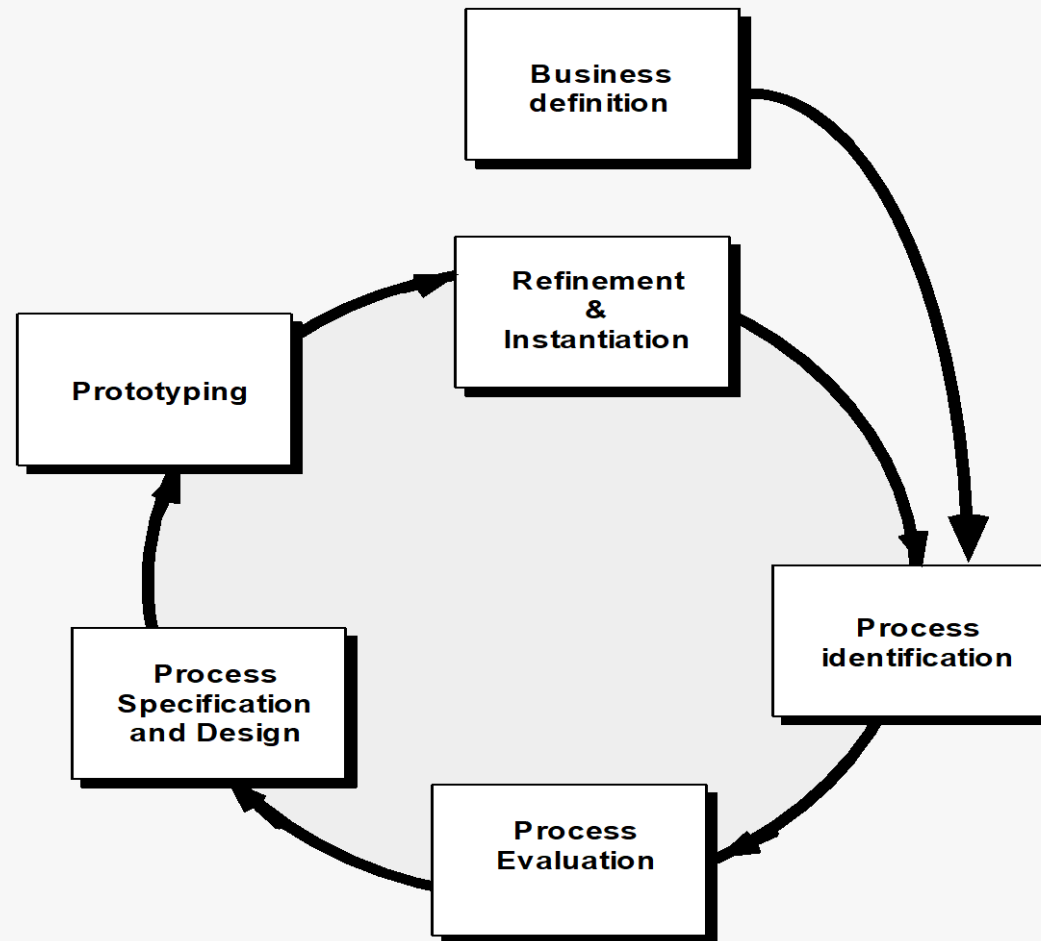 Business
definition
Refinement
&
Instantiation
Prototyping
Process
identification
Process
Specification
and Design
Process
Evaluation